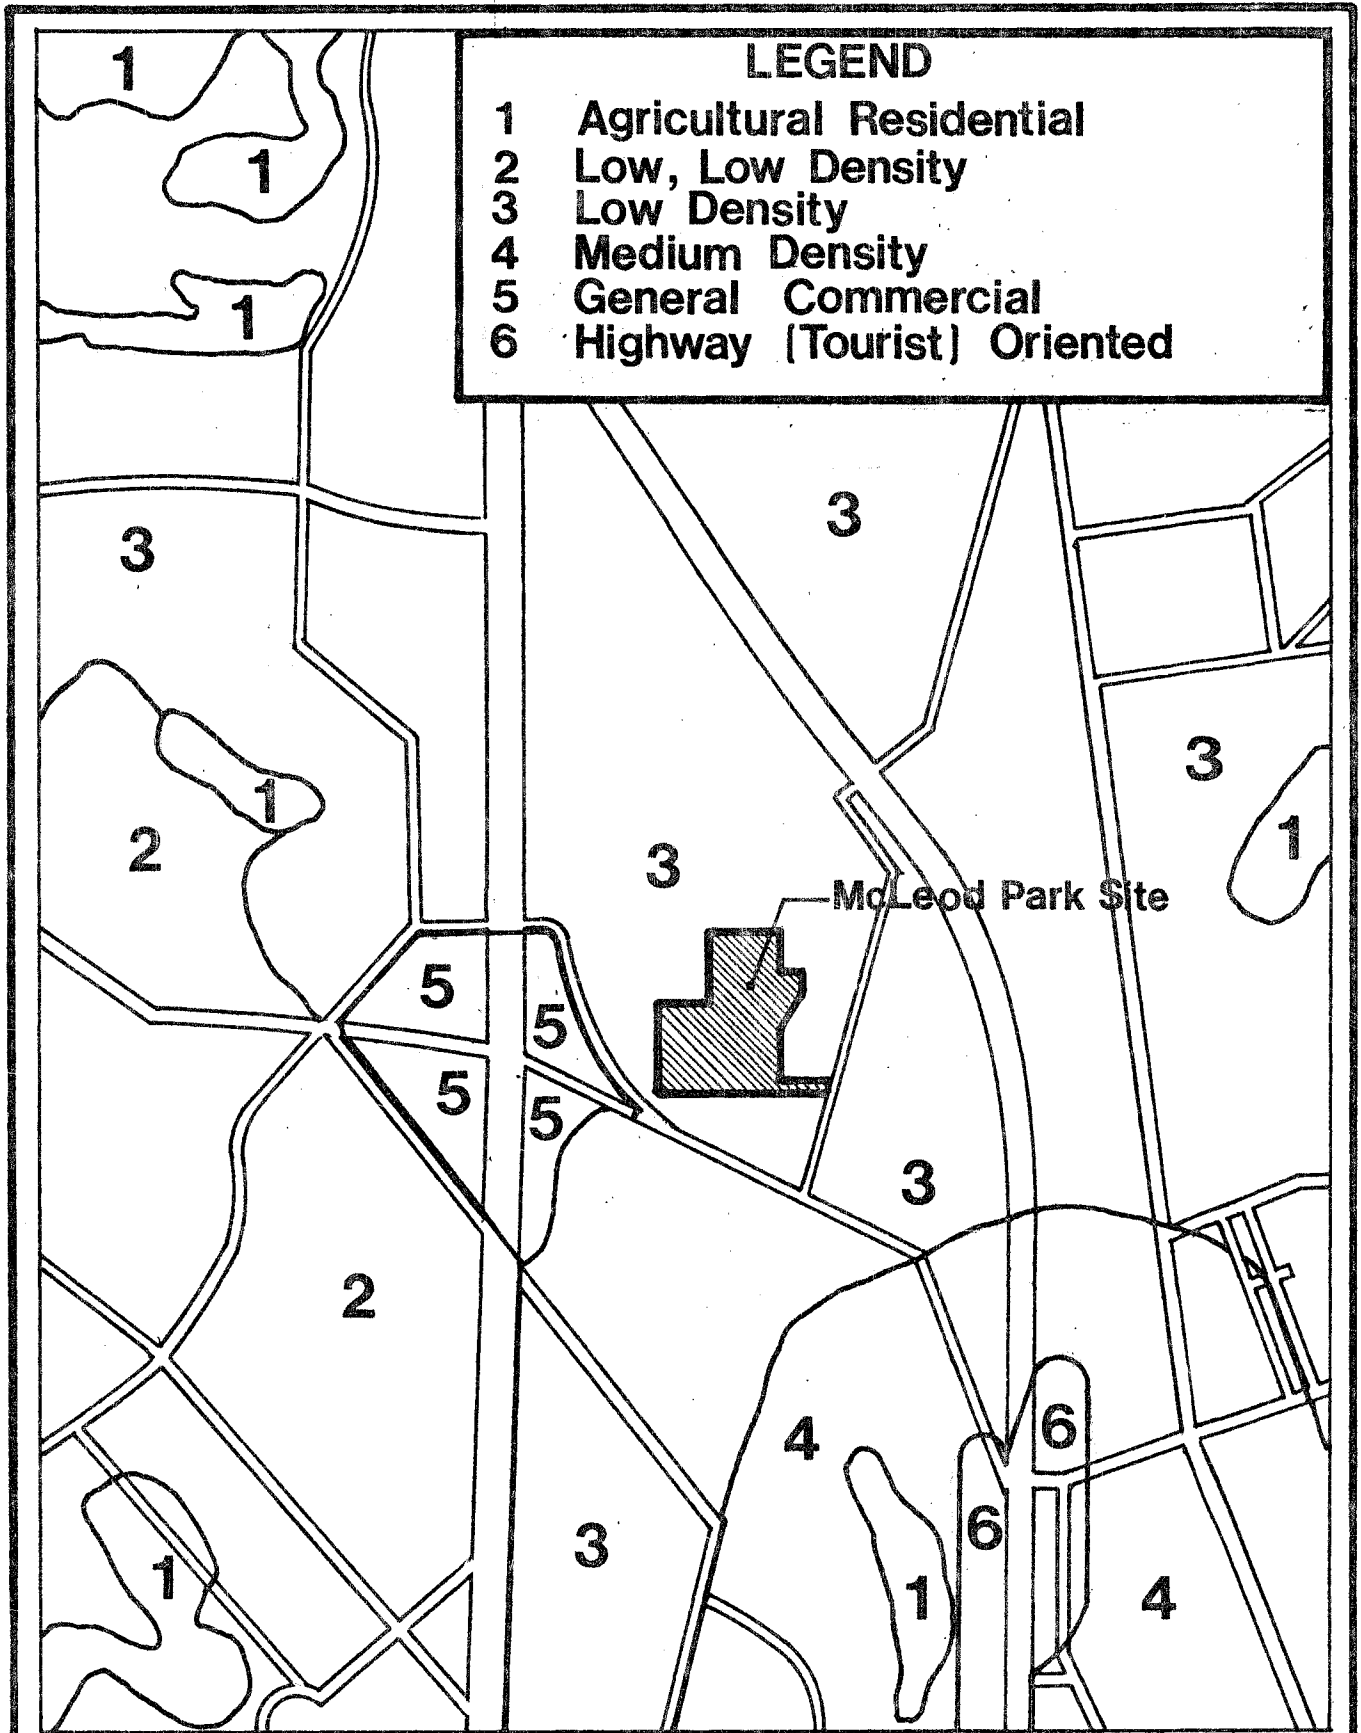 LEGEND
1 Agricultural Residential
2 Low, Low Density
3 Low Density
4 Medium Density
5 General Commercial
6 Highway (Tourist) Oriented
1
1
1
3
3
3
1
1
2
3
McLeod Park Site
5
5
5
5
3
2
4
6
6
3
1
1
4